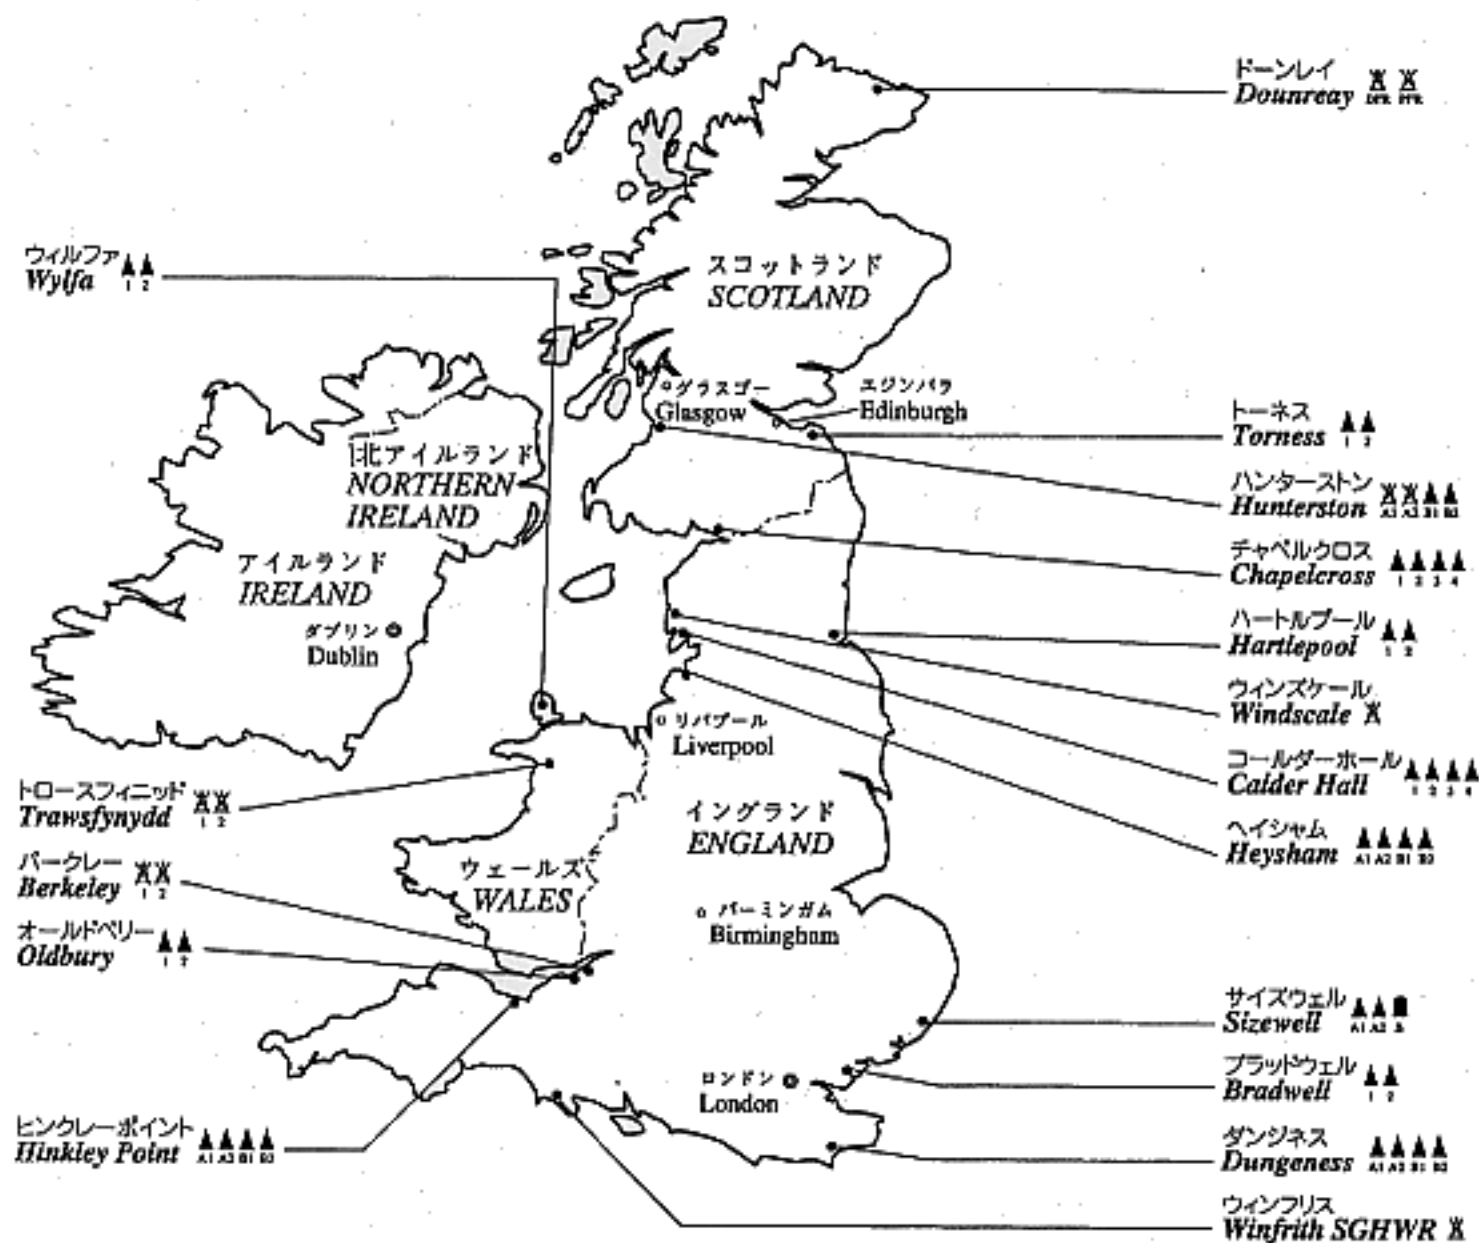 ドーンレイ
Dounreay DFR PFR
ウィルファ
Wylfa 1 2
スコットランド
SCOTLAND
グラスゴー
Glasgow
エジンバラ
Edinburgh
トーネス
Torness 1 2
北アイルランド
NORTHERN
IRELAND
ハンターストン
Hunterston A1 A2 B1 B2
アイルランド
IRELAND
チャペルクロス
Chapelcross 1 2 3 4
ダブリン
Dublin
ハートルプール
Hartlepool 1 2
ウィンズケール
Windscale
リバプール
Liverpool
コールダーホール
Calder Hall 1 2 3 4
トロースフィニッド
Trawsfynydd 1 2
イングランド
ENGLAND
ヘイシャム
Heysham A1 A2 B1 B2
バークレー
Berkeley 1 2
ウェールズ
WALES
バーミンガム
Birmingham
オールドベリー
Oldbury 1 2
サイズウェル
Sizewell A1 A2 B
ロンドン
London
ブラッドウェル
Bradwell 1 2
ヒンクレーポイント
Hinkley Point A1 A2 B1 B2
ダンジネス
Dungeness A1 A2 B1 B2
ウィンフリス
Winfrith SGHWR